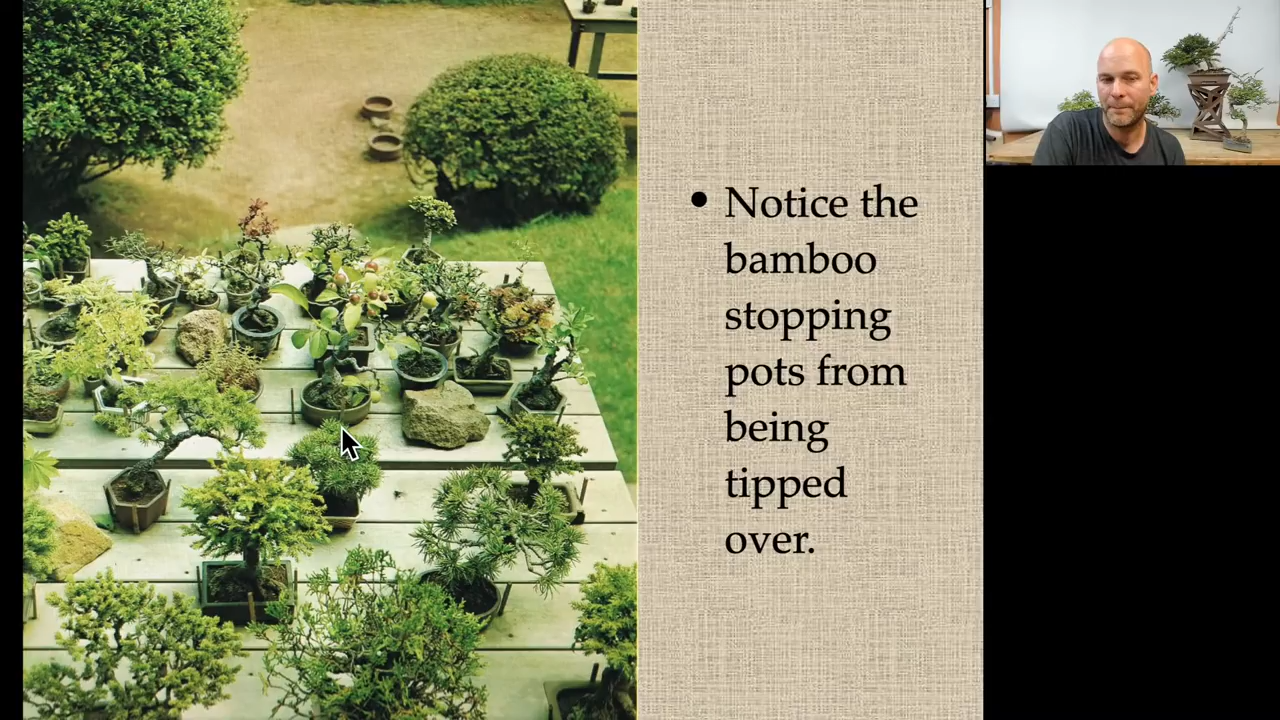 • Notice the
bamboo
stopping
pots from
being
tipped
over.